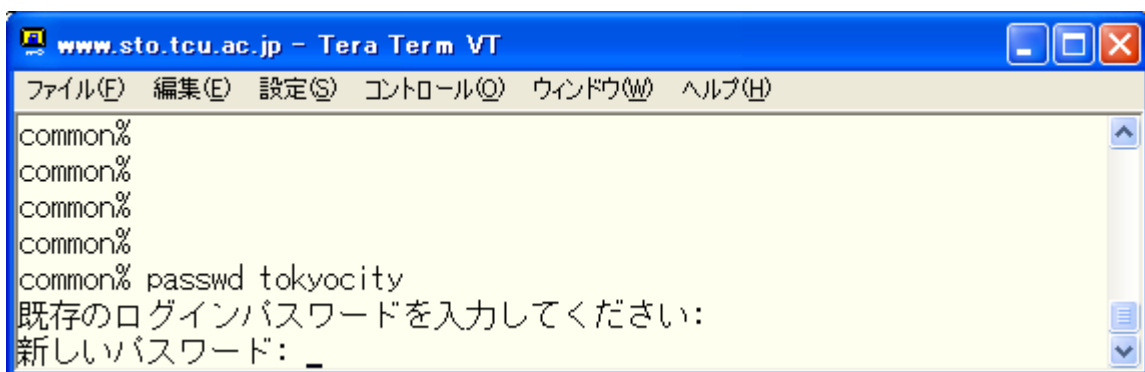 www.sto.tcu.ac.jp - Tera Term VT
ファイル(F) 編集(E) 設定(S) コントロール(O) ウィンドウ(W) ヘルプ(H)
common%
common%
common%
common%
common% passwd tokyocity
既存のログインパスワードを入力してください:
新しいパスワード: _